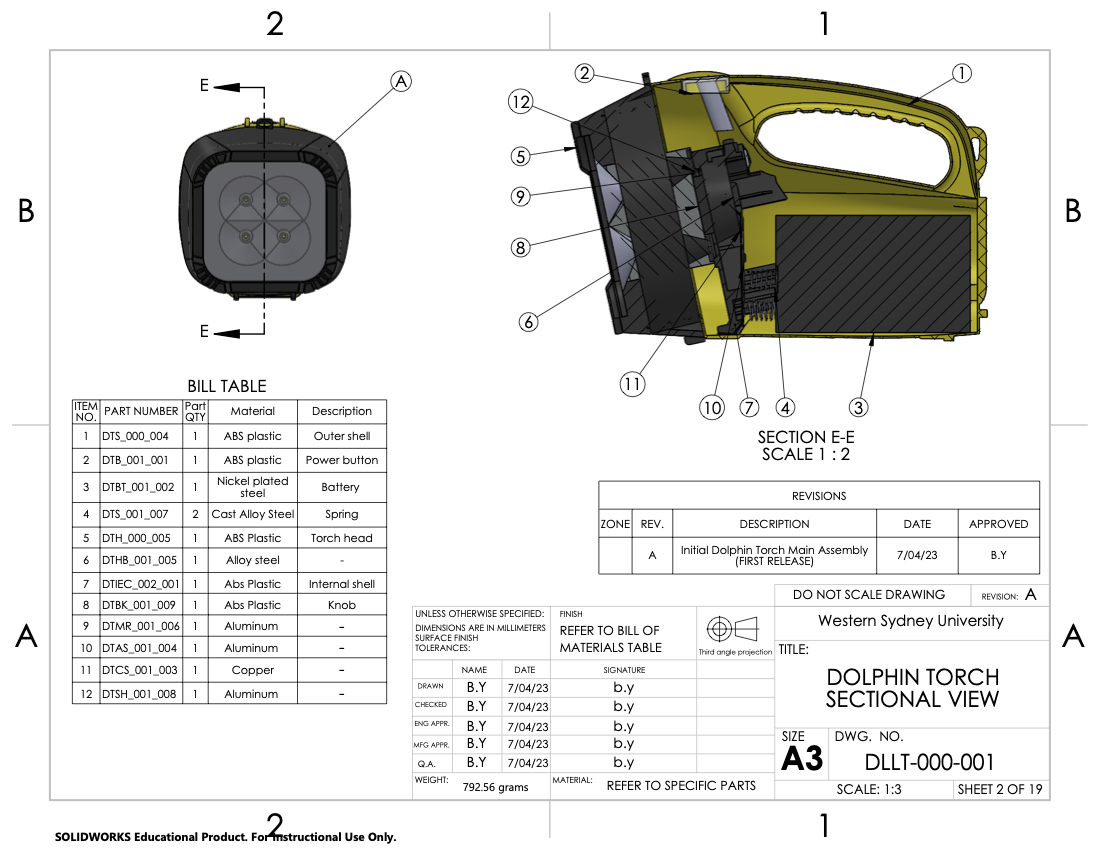 2
1
B
B
A
A
2
1
E
A
E
2
1
12
5
9
8
6
11
10
7
4
3
SECTION E-E
SCALE 1 : 2
BILL TABLE
ITEM NO. PART NUMBER Part QTY Material Description
1 DTS_000_004 1 ABS plastic Outer shell
2 DTB_001_001 1 ABS plastic Power button
3 DTBT_001_002 1 Nickel plated steel Battery
4 DTS_001_007 2 Cast Alloy Steel Spring
5 DTH_000_005 1 ABS Plastic Torch head
6 DTHB_001_005 1 Alloy steel -
7 DTIEC_002_001 1 Abs Plastic Internal shell
8 DTBK_001_009 1 Abs Plastic Knob
9 DTMR_001_006 1 Aluminum -
10 DTAS_001_004 1 Aluminum -
11 DTCS_001_003 1 Copper -
12 DTSH_001_008 1 Aluminum -
REVISIONS
ZONE REV. DESCRIPTION DATE APPROVED
A Initial Dolphin Torch Main Assembly (FIRST RELEASE) 7/04/23 B.Y
DO NOT SCALE DRAWING REVISION: A
UNLESS OTHERWISE SPECIFIED:
DIMENSIONS ARE IN MILLIMETERS
SURFACE FINISH
TOLERANCES:
FINISH
REFER TO BILL OF
MATERIALS TABLE
Third angle projection
NAME DATE SIGNATURE
DRAWN B.Y 7/04/23 b.y
CHECKED B.Y 7/04/23 b.y
ENG APPR. B.Y 7/04/23 b.y
MFG APPR. B.Y 7/04/23 b.y
Q.A. B.Y 7/04/23 b.y
WEIGHT: 792.56 grams
MATERIAL: REFER TO SPECIFIC PARTS
Western Sydney University
TITLE:
DOLPHIN TORCH
SECTIONAL VIEW
SIZE A3
DWG. NO.
DLLT-000-001
SCALE: 1:3 SHEET 2 OF 19
SOLIDWORKS Educational Product. For Instructional Use Only.